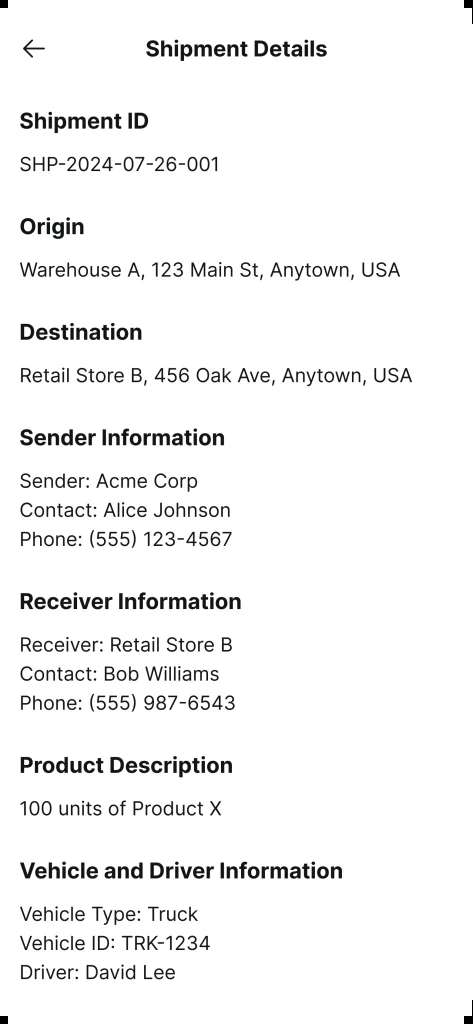 Shipment Details
Shipment ID
SHP-2024-07-26-001
Origin
Warehouse A, 123 Main St, Anytown, USA
Destination
Retail Store B, 456 Oak Ave, Anytown, USA
Sender Information
Sender: Acme Corp
Contact: Alice Johnson
Phone: (555) 123-4567
Receiver Information
Receiver: Retail Store B
Contact: Bob Williams
Phone: (555) 987-6543
Product Description
100 units of Product X
Vehicle and Driver Information
Vehicle Type: Truck
Vehicle ID: TRK-1234
Driver: David Lee